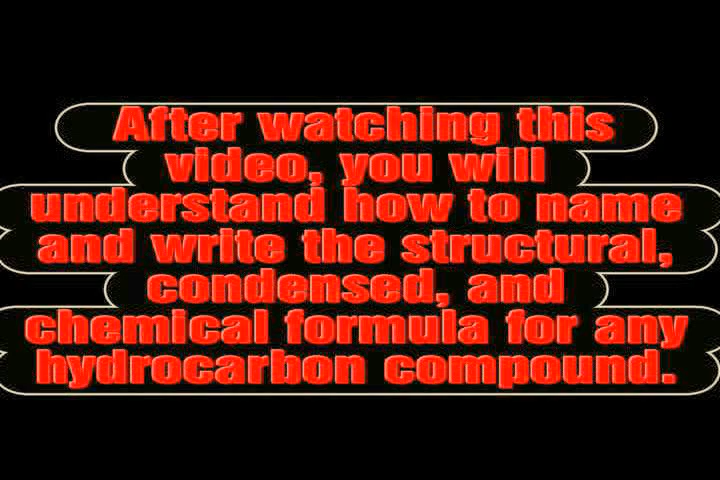 After watching this
video, you will
understand how to name
and write the structural,
condensed, and
chemical formula for any
hydrocarbon compound.